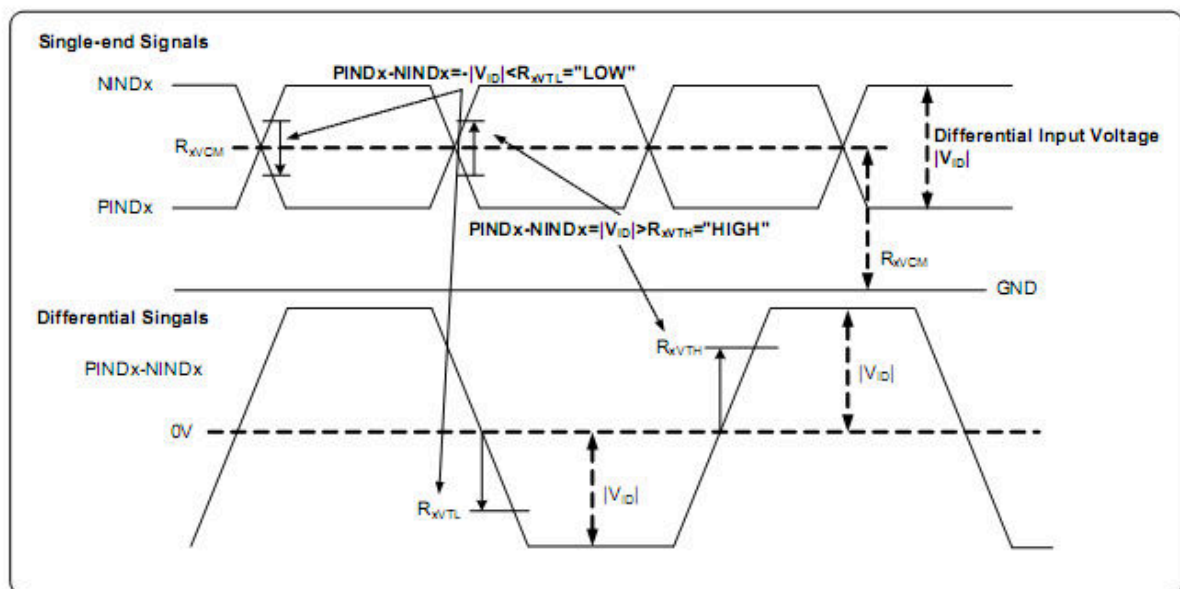 Single-end Signals
NINDx
PINDx-NINDx=-|VID|<RxVTL="LOW"
RxVCM
Differential Input Voltage
|VID|
PINDx
PINDx-NINDx=|VID|>RxVTH="HIGH"
RxVCM
GND
Differential Singals
RxVTH
PINDx-NINDx
|VID|
0V
|VID|
RxVTL